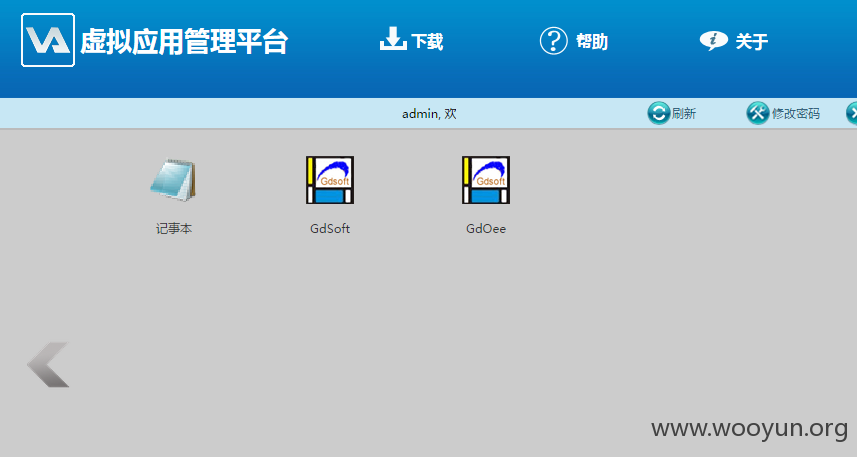 VA 虚拟应用管理平台 下载 帮助 关于
admin, 欢 刷新 修改密码
Gdsoft Gdsoft
记事本 GdSoft GdOee
www.wooyun.org